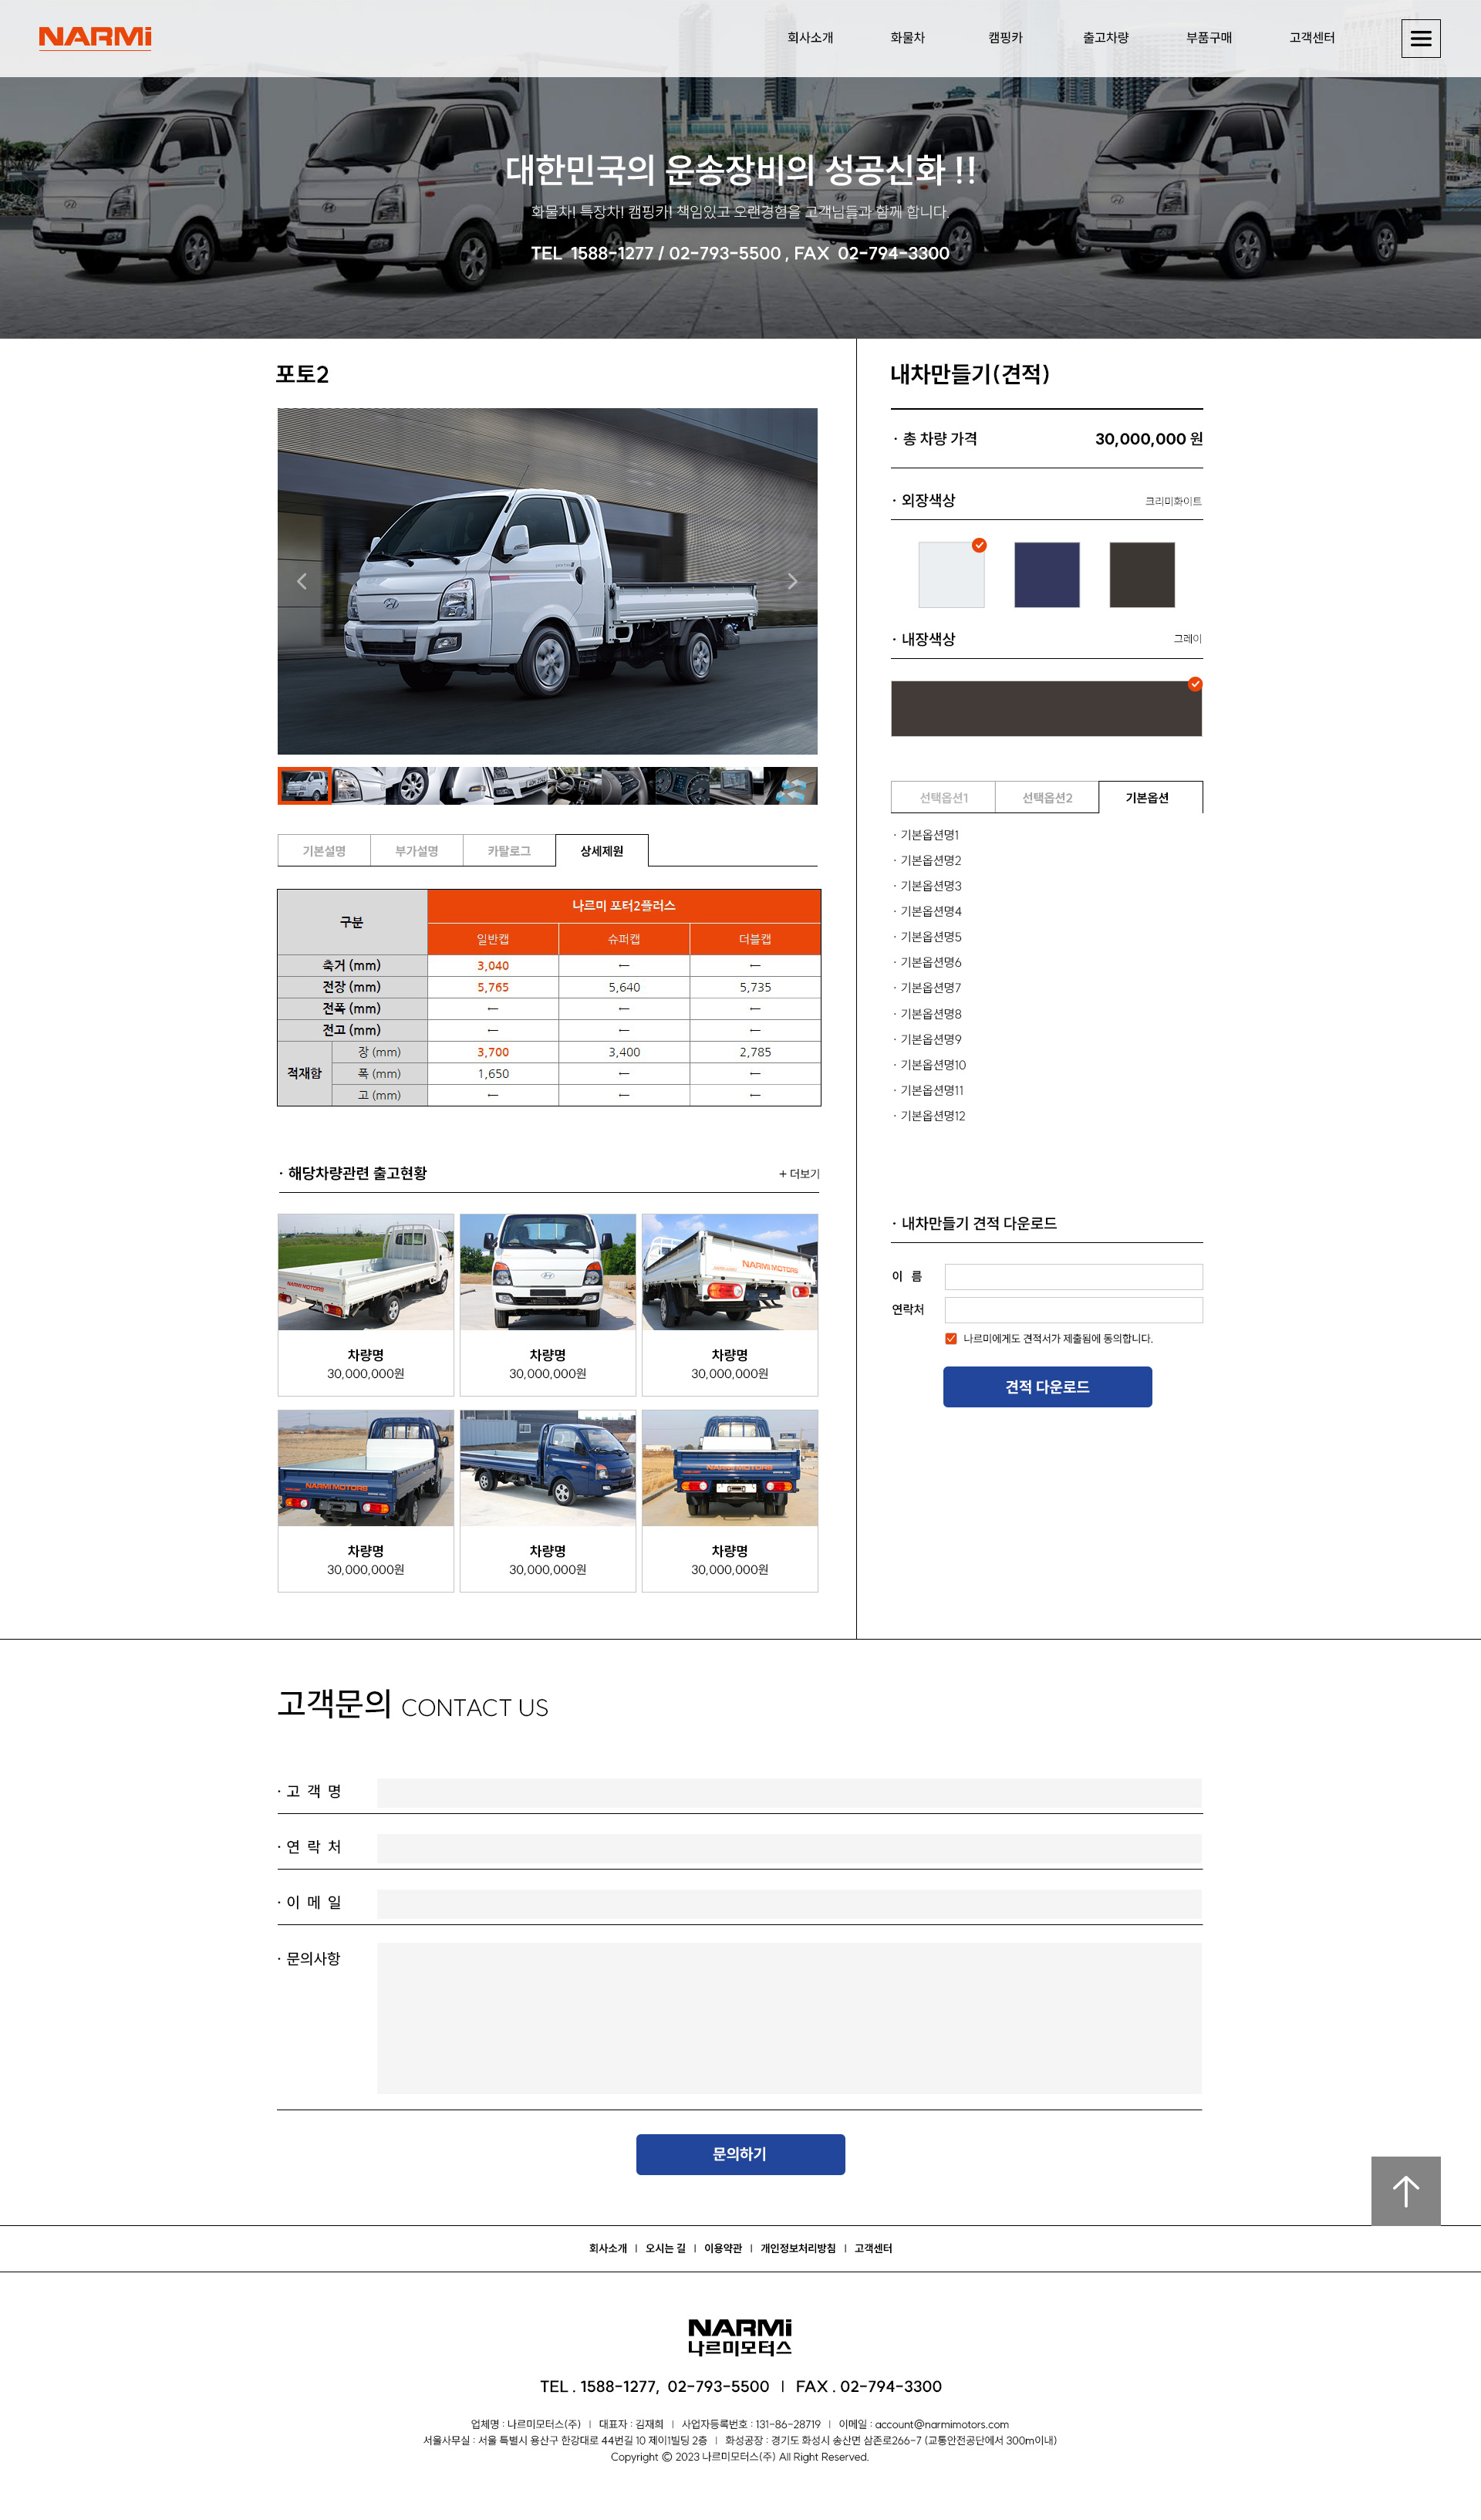 NARMi
회사소개 화물차 캠핑카 출고차량 부품구매 고객센터
대한민국의 운송장비의 성공신화 !!
화물차! 특장차! 캠핑카! 책임있고 오랜경험을 고객님들과 함께 합니다.
TEL 1588-1277 / 02-793-5500 , FAX 02-794-3300
포토2
기본설명 부가설명 카탈로그 상세제원
구분 나르미 포터2플러스
일반캡 슈퍼캡 더블캡
축거 (mm) 3,040 ← ←
전장 (mm) 5,765 5,640 5,735
전폭 (mm) ← ← ←
전고 (mm) ← ← ←
적재함 장 (mm) 3,700 3,400 2,785
폭 (mm) 1,650 ← ←
고 (mm) ← ← ←
· 해당차량관련 출고현황 + 더보기
NARMI MOTORS
NARMI MOTORS
차량명 차량명 차량명
30,000,000원 30,000,000원 30,000,000원
NARMI MOTORS
NARMI MOTORS
차량명 차량명 차량명
30,000,000원 30,000,000원 30,000,000원
내차만들기(견적)
· 총 차량 가격 30,000,000 원
· 외장색상 크리미화이트
· 내장색상 그레이
선택옵션1 선택옵션2 기본옵션
· 기본옵션명1
· 기본옵션명2
· 기본옵션명3
· 기본옵션명4
· 기본옵션명5
· 기본옵션명6
· 기본옵션명7
· 기본옵션명8
· 기본옵션명9
· 기본옵션명10
· 기본옵션명11
· 기본옵션명12
· 내차만들기 견적 다운로드
이 름
연락처
나르미에게도 견적서가 제출됨에 동의합니다.
견적 다운로드
고객문의 CONTACT US
· 고 객 명
· 연 락 처
· 이 메 일
· 문의사항
문의하기
회사소개 | 오시는 길 | 이용약관 | 개인정보처리방침 | 고객센터
NARMi
나르미모터스
TEL . 1588-1277, 02-793-5500 | FAX . 02-794-3300
업체명 : 나르미모터스(주) | 대표자 : 김재희 | 사업자등록번호 : 131-86-28719 | 이메일 : account@narmimotors.com
서울사무실 : 서울 특별시 용산구 한강대로 44번길 10 제이1빌딩 2층 | 화성공장 : 경기도 화성시 송산면 삼존로266-7 (교통안전공단에서 300m이내)
Copyright © 2023 나르미모터스(주) All Right Reserved.